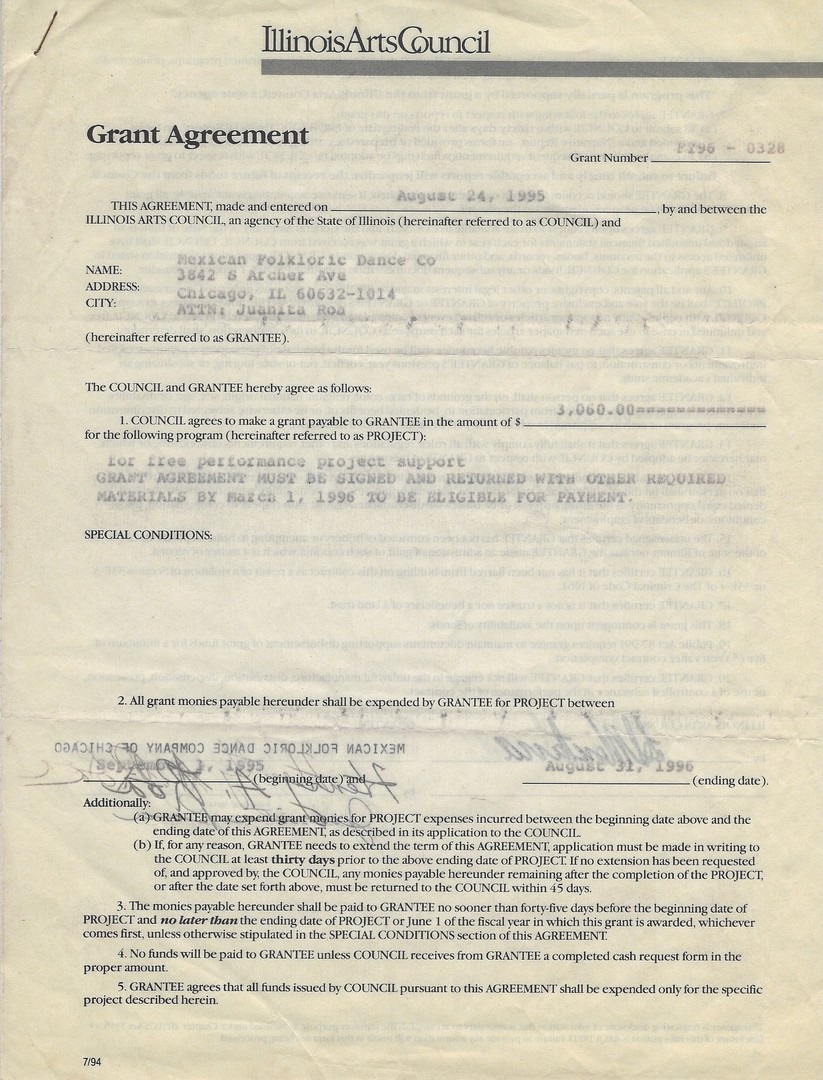 IllinoisArtsCouncil
Grant Agreement
Grant Number FY96 - 0328
THIS AGREEMENT, made and entered on August 24, 1995, by and between the
ILLINOIS ARTS COUNCIL, an agency of the State of Illinois (hereinafter referred to as COUNCIL) and
NAME: Mexican Folkloric Dance Co
ADDRESS: 3842 S Archer Ave
CITY: Chicago, IL 60632-1014
ATTN: Juanita Roa
(hereinafter referred to as GRANTEE).
The COUNCIL and GRANTEE hereby agree as follows:
1. COUNCIL agrees to make a grant payable to GRANTEE in the amount of $ 3,060.00=============
for the following program (hereinafter referred to as PROJECT):
for free performance project support
GRANT AGREEMENT MUST BE SIGNED AND RETURNED WITH OTHER REQUIRED
MATERIALS BY March 1, 1996 TO BE ELIGIBLE FOR PAYMENT.
SPECIAL CONDITIONS:
2. All grant monies payable hereunder shall be expended by GRANTEE for PROJECT between
MEXICAN FOLKLORIC DANCE COMPANY OF CHICAGO
September 1, 1995 (beginning date) and August 31, 1996 (ending date).
Additionally:
(a) GRANTEE may expend grant monies for PROJECT expenses incurred between the beginning date above and the
ending date of this AGREEMENT, as described in its application to the COUNCIL.
(b) If, for any reason, GRANTEE needs to extend the term of this AGREEMENT, application must be made in writing to
the COUNCIL at least thirty days prior to the above ending date of PROJECT. If no extension has been requested
of, and approved by, the COUNCIL, any monies payable hereunder remaining after the completion of the PROJECT,
or after the date set forth above, must be returned to the COUNCIL within 45 days.
3. The monies payable hereunder shall be paid to GRANTEE no sooner than forty-five days before the beginning date of
PROJECT and no later than the ending date of PROJECT or June 1 of the fiscal year in which this grant is awarded, whichever
comes first, unless otherwise stipulated in the SPECIAL CONDITIONS section of this AGREEMENT.
4. No funds will be paid to GRANTEE unless COUNCIL receives from GRANTEE a completed cash request form in the
proper amount.
5. GRANTEE agrees that all funds issued by COUNCIL pursuant to this AGREEMENT shall be expended only for the specific
project described herein.
7/94